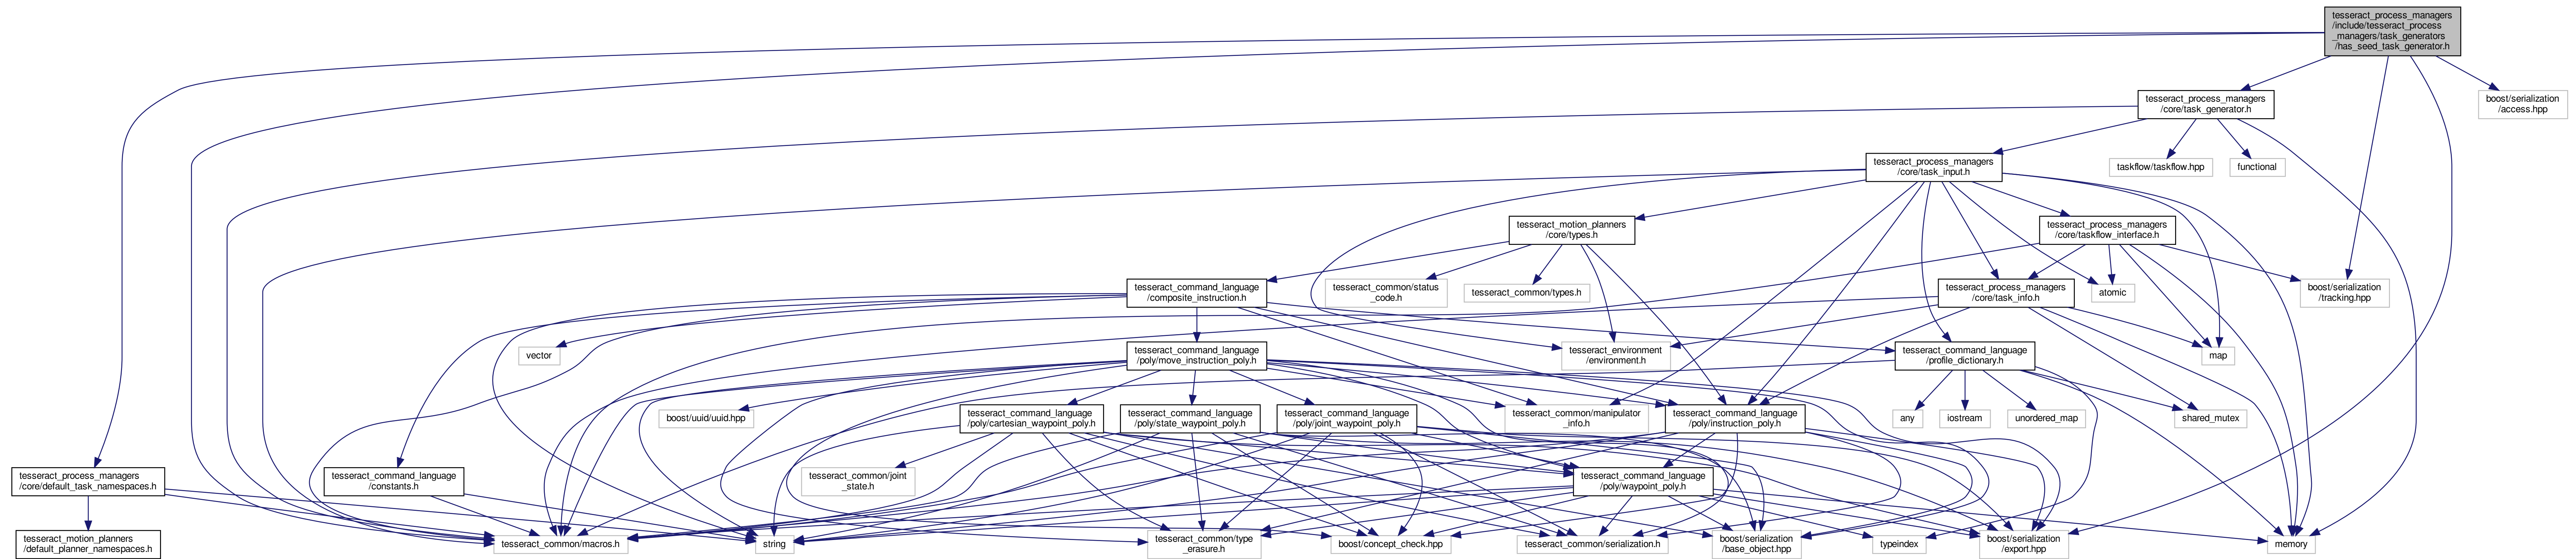 tesseract_process_managers
/include/tesseract_process
_managers/task_generators
/has_seed_task_generator.h
tesseract_process_managers
/core/task_generator.h
boost/serialization
/access.hpp
tesseract_process_managers
/core/task_input.h
taskflow/taskflow.hpp
functional
tesseract_motion_planners
/core/types.h
tesseract_process_managers
/core/taskflow_interface.h
tesseract_command_language
/composite_instruction.h
tesseract_common/status
_code.h
tesseract_common/types.h
tesseract_process_managers
/core/task_info.h
atomic
boost/serialization
/tracking.hpp
vector
tesseract_command_language
/poly/move_instruction_poly.h
tesseract_environment
/environment.h
tesseract_command_language
/profile_dictionary.h
map
boost/uuid/uuid.hpp
tesseract_command_language
/poly/cartesian_waypoint_poly.h
tesseract_command_language
/poly/state_waypoint_poly.h
tesseract_command_language
/poly/joint_waypoint_poly.h
tesseract_common/manipulator
_info.h
tesseract_command_language
/poly/instruction_poly.h
any
iostream
unordered_map
shared_mutex
tesseract_process_managers
/core/default_task_namespaces.h
tesseract_command_language
/constants.h
tesseract_common/joint
_state.h
tesseract_command_language
/poly/waypoint_poly.h
tesseract_motion_planners
/default_planner_namespaces.h
tesseract_common/macros.h
string
tesseract_common/type
_erasure.h
boost/concept_check.hpp
tesseract_common/serialization.h
boost/serialization
/base_object.hpp
typeindex
boost/serialization
/export.hpp
memory